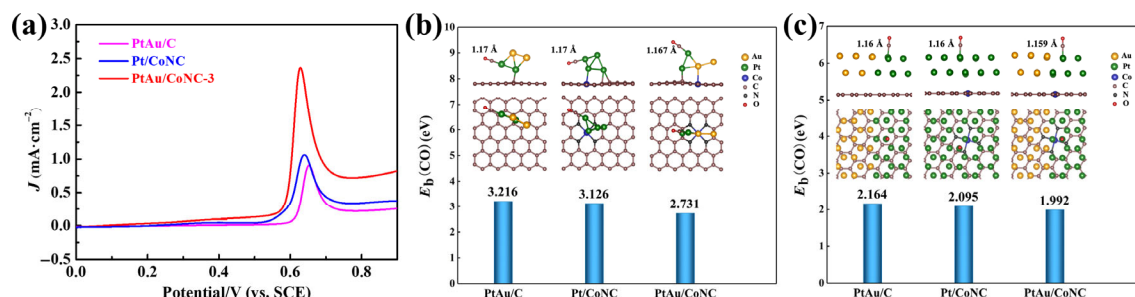 (a)
3.0
2.5
2.0
1.5
1.0
0.5
0.0
−0.5
J (mA·cm⁻²)
PtAu/C
Pt/CoNC
PtAu/CoNC-3
0.0 0.2 0.4 0.6 0.8
Potential/V (vs. SCE)
(b)
10
9
8
7
6
5
4
3
2
1
0
E_b (CO) (eV)
1.17 Å 1.17 Å 1.167 Å
Au
Pt
Co
C
N
O
3.216 3.126 2.731
PtAu/C Pt/CoNC PtAu/CoNC
(c)
7
6
5
4
3
2
1
0
E_b (CO) (eV)
1.16 Å 1.16 Å 1.159 Å
Au
Pt
Co
C
N
O
2.164 2.095 1.992
PtAu/C Pt/CoNC PtAu/CoNC